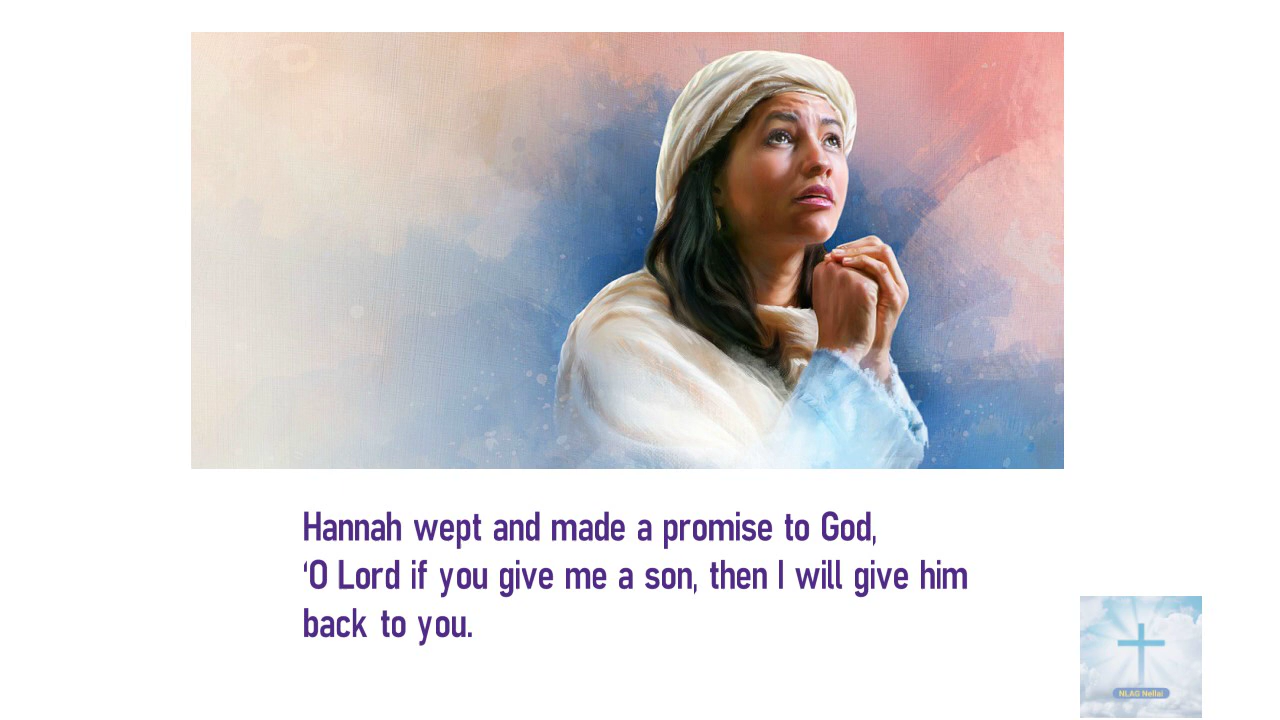 Hannah wept and made a promise to God,
‘O Lord if you give me a son, then I will give him
back to you.
NLAG Nellai